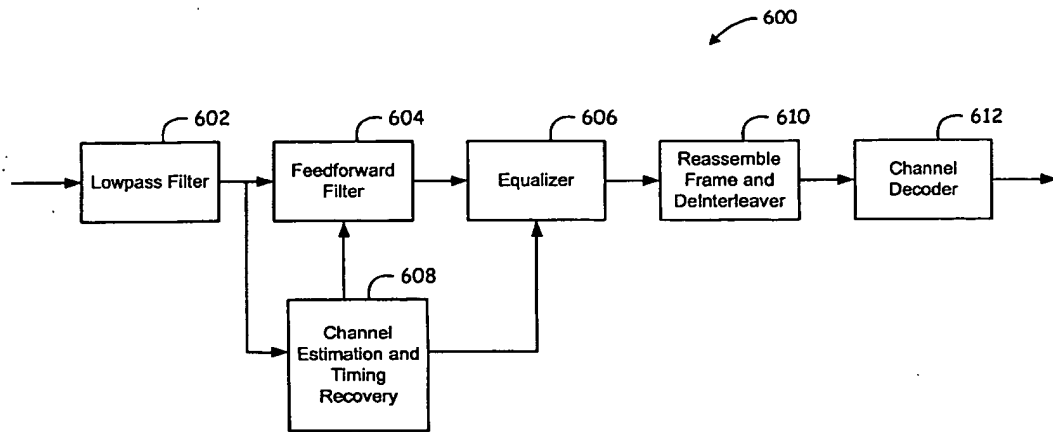 600
602
604
606
610
612
Lowpass Filter
Feedforward
Filter
Equalizer
Reassemble
Frame and
DeInterleaver
Channel
Decoder
608
Channel
Estimation and
Timing
Recovery